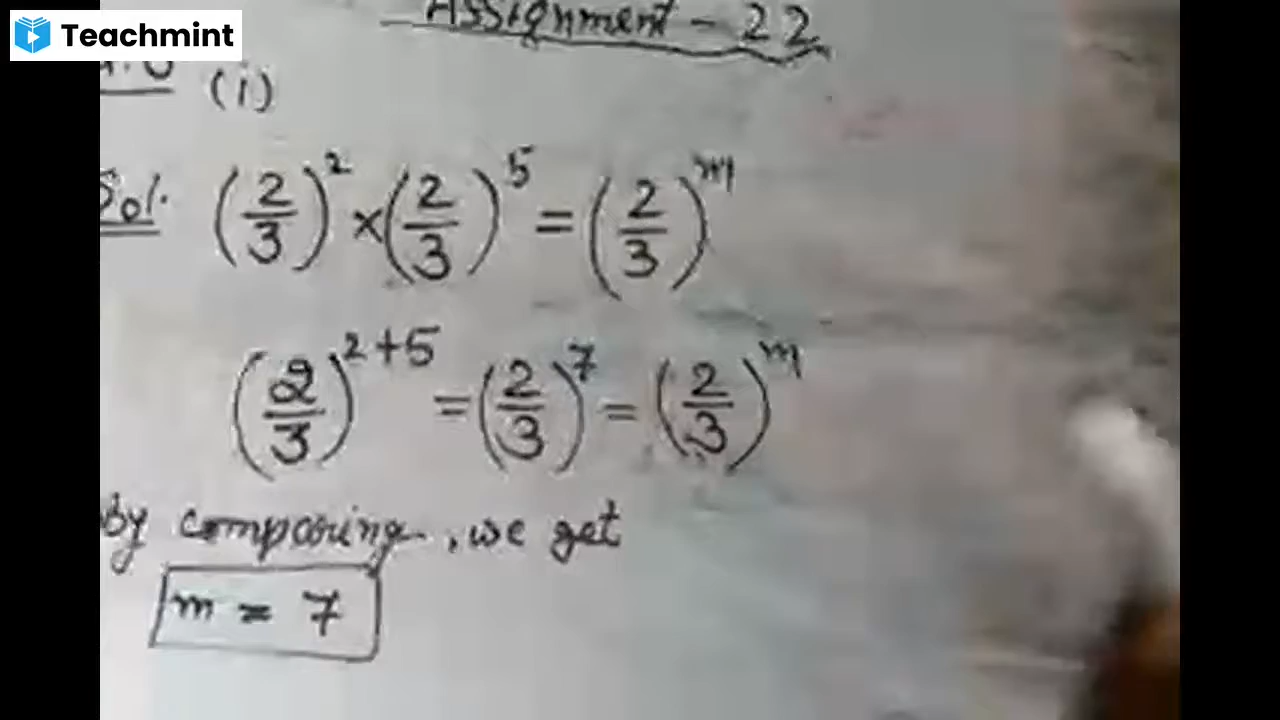 Teachmint
Assignment - 22
(i)
Sol. (2/3)^2 × (2/3)^5 = (2/3)^m
(2/3)^2+5 = (2/3)^7 = (2/3)^m
By comparing, we get
m = 7